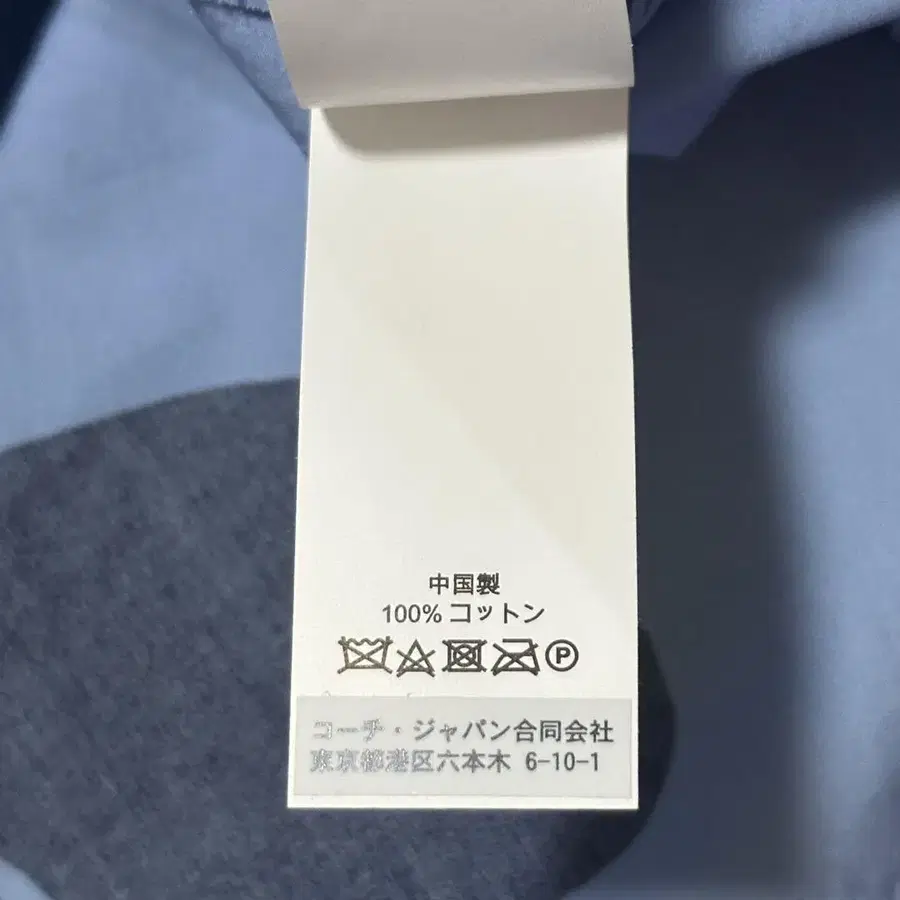 中国製
100% コットン
P
コーチ・ジャパン合同会社
東京都港区六本木 6-10-1